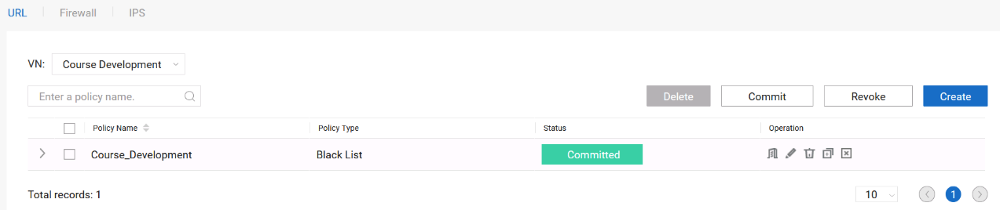 URL Firewall IPS
VN: Course Development
Enter a policy name. Delete Commit Revoke Create
Policy Name Policy Type Status Operation
Course_Development Black List Committed
Total records: 1 10 1